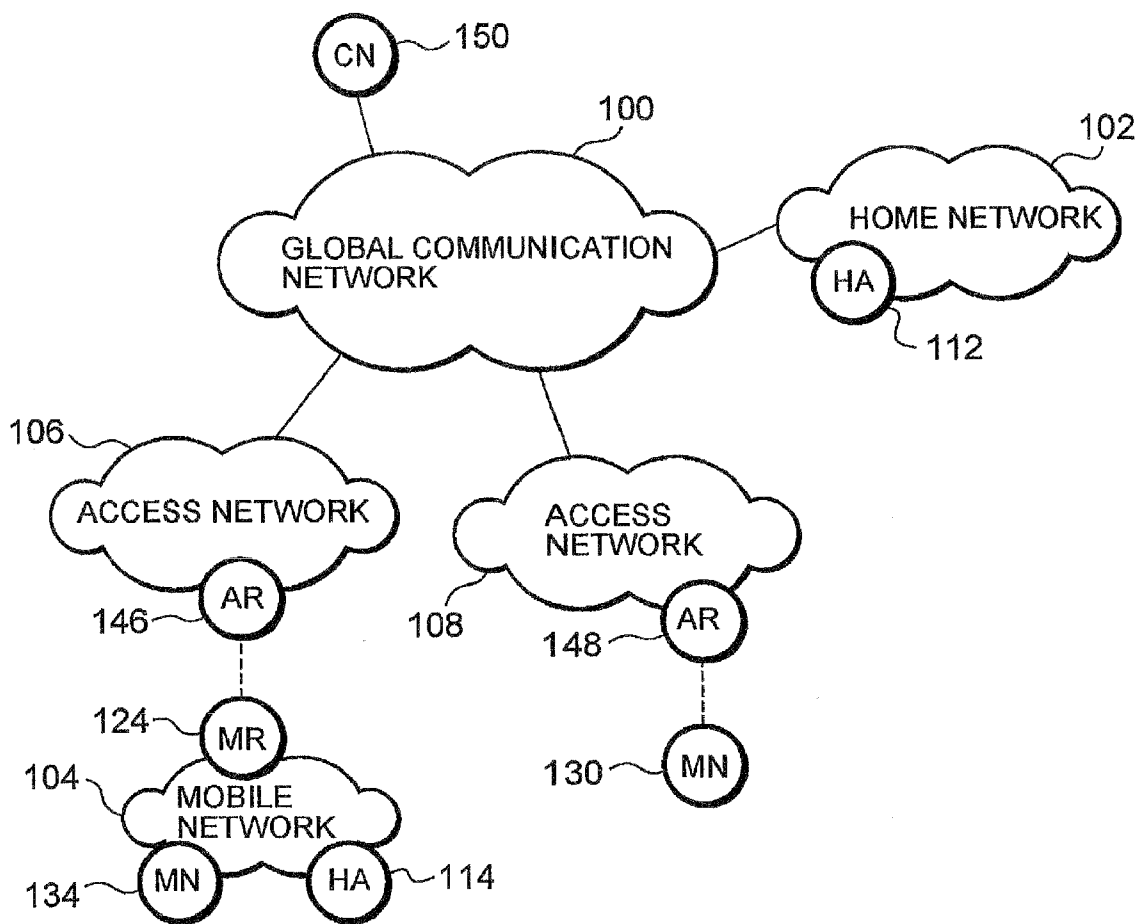 CN
150
100
102
GLOBAL COMMUNICATION
NETWORK
HOME NETWORK
HA
112
106
ACCESS NETWORK
ACCESS
NETWORK
AR
146
108
AR
148
124
MR
104
MOBILE
NETWORK
130
MN
134
MN
HA
114